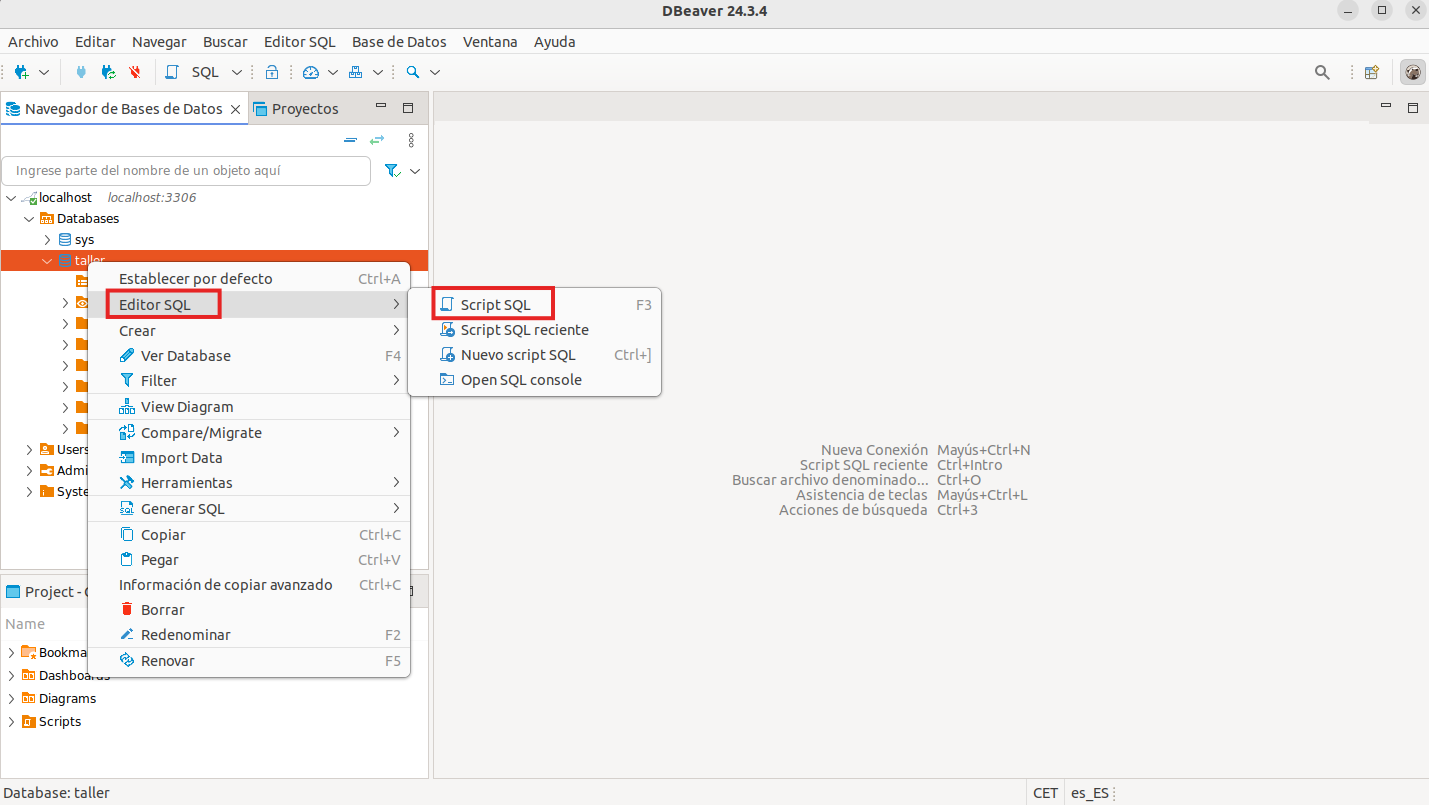 DBeaver 24.3.4
Archivo Editar Navegar Buscar Editor SQL Base de Datos Ventana Ayuda
SQL
Navegador de Bases de Datos Proyectos
Ingrese parte del nombre de un objeto aquí
localhost localhost:3306
Databases
sys
taller
Establecer por defecto Ctrl+A
Editor SQL
Crear
Ver Database F4
Filter
View Diagram
Compare/Migrate
Import Data
Herramientas
Generar SQL
Copiar Ctrl+C
Pegar Ctrl+V
Información de copiar avanzado Ctrl+C
Borrar
Redenominar F2
Renovar F5
Script SQL F3
Script SQL reciente
Nuevo script SQL Ctrl+]
Open SQL console
Users
Admi
Syste
Nueva Conexión Mayús+Ctrl+N
Script SQL reciente Ctrl+Intro
Buscar archivo denominado... Ctrl+O
Asistencia de teclas Mayús+Ctrl+L
Acciones de búsqueda Ctrl+3
Project -
Name
Bookma
Dashboards
Diagrams
Scripts
Database: taller CET es_ES